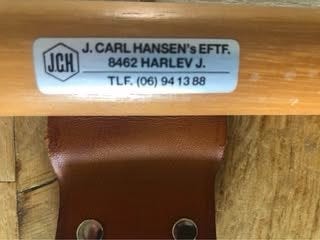 JCH
J. CARL HANSEN's EFTF.
8462 HARLEV J.
TLF. (06) 94 13 88